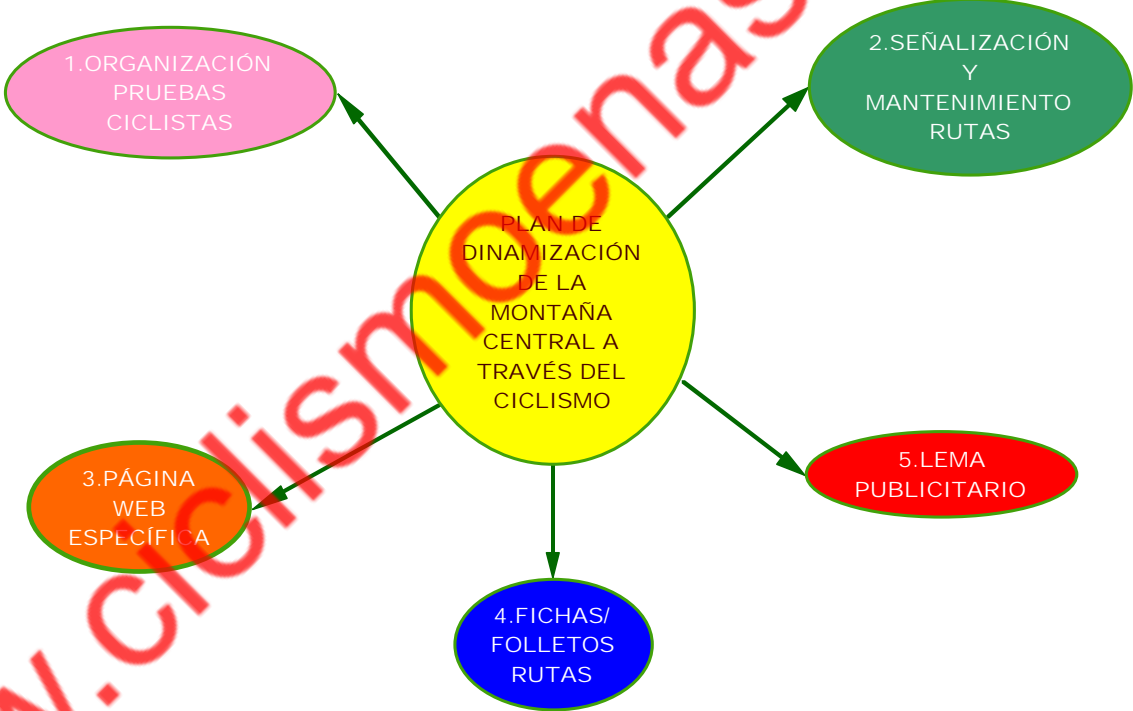 1.ORGANIZACIÓN
PRUEBAS
CICLISTAS
2.SEÑALIZACIÓN
Y
MANTENIMIENTO
RUTAS
PLAN DE
DINAMIZACIÓN
DE LA
MONTAÑA
CENTRAL A
TRAVÉS DEL
CICLISMO
3.PÁGINA
WEB
ESPECÍFICA
4.FICHAS/
FOLLETOS
RUTAS
5.LEMA
PUBLICITARIO
w.ciclismoenas